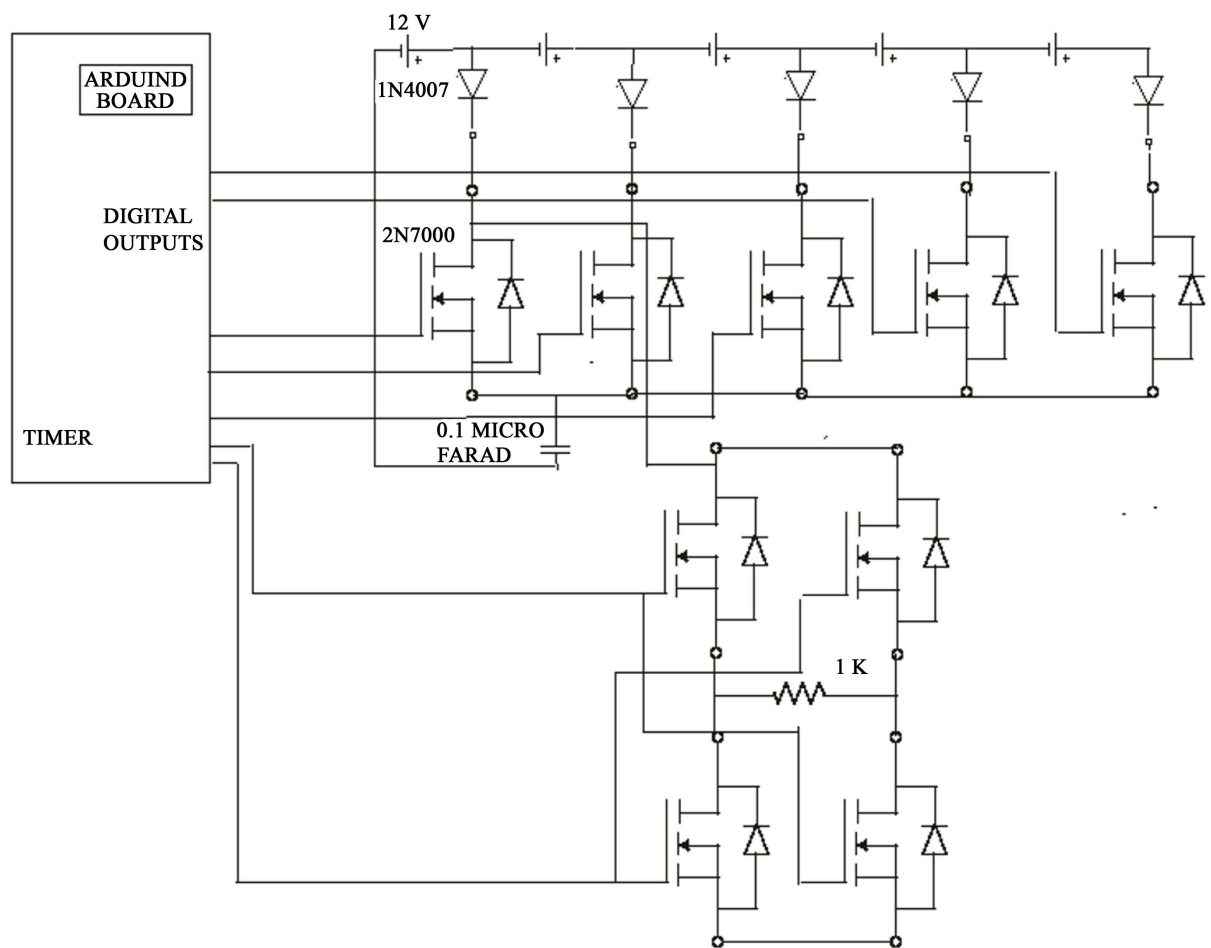 12 V
1N4007
ARDUIND
BOARD
DIGITAL
OUTPUTS
2N7000
TIMER
0.1 MICRO
FARAD
1 K